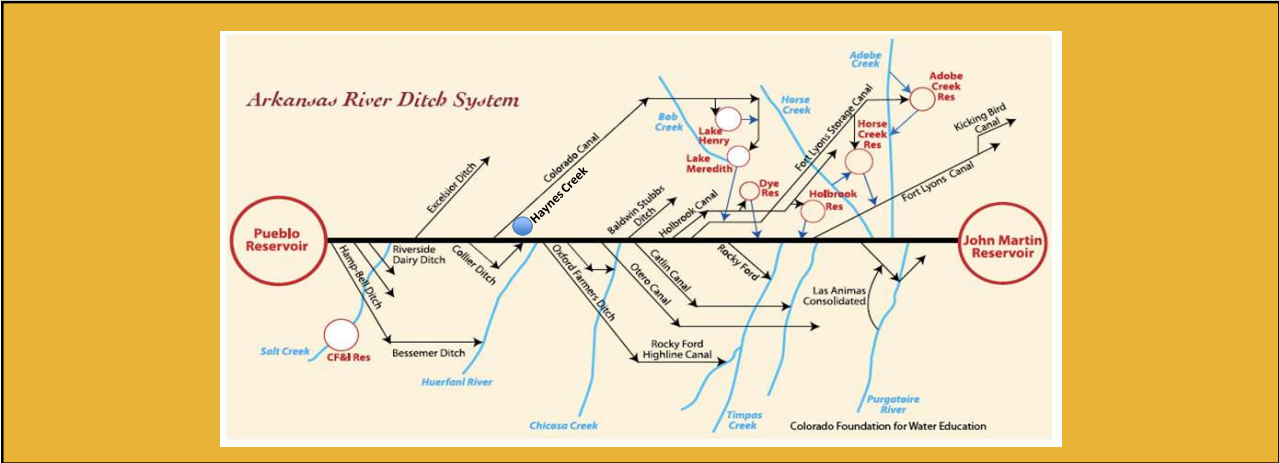 Arkansas River Ditch System
Adobe
Creek
Adobe
Creek
Res
Horse
Creek
Bob
Creek
Lake
Henry
Lake
Meredith
Fort Lyons Storage Canal
Horse
Creek
Res
Kicking Bird
Canal
Colorado Canal
Excelsior Ditch
Haynes Creek
Baldwin Stubbs
Ditch
Holbrook Canal
Dye
Res
Holbrook
Res
Fort Lyons Canal
Pueblo
Reservoir
John Martin
Reservoir
Hamp-Bell Ditch
Riverside
Dairy Ditch
Collier Ditch
Oxford Farmers Ditch
Otero Canal
Catlin Canal
Rocky Ford
Las Animas
Consolidated
Salt Creek
CF&I Res
Bessemer Ditch
Rocky Ford
Highline Canal
Huerfanl River
Chicosa Creek
Timpas
Creek
Purgatoire
River
Colorado Foundation for Water Education